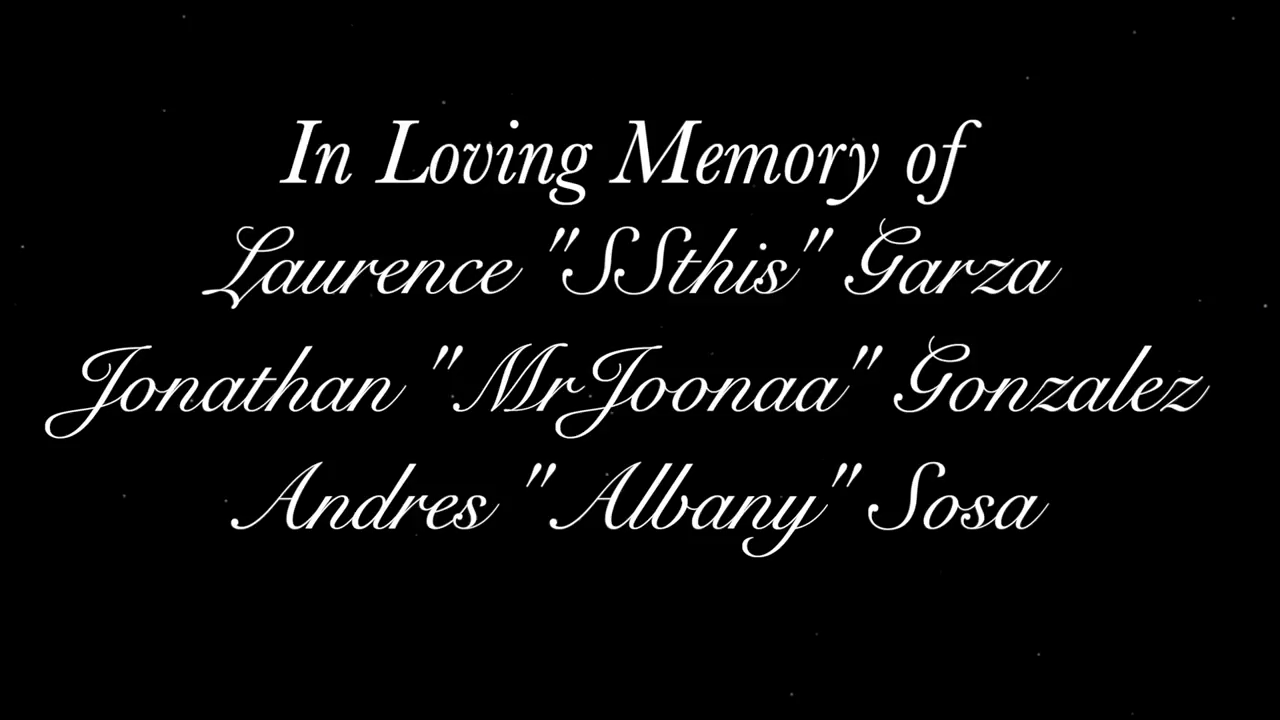 In Loving Memory of
Laurence "SSthis" Garza
Jonathan "MrJoonaa" Gonzalez
Andres "Albany" Sosa